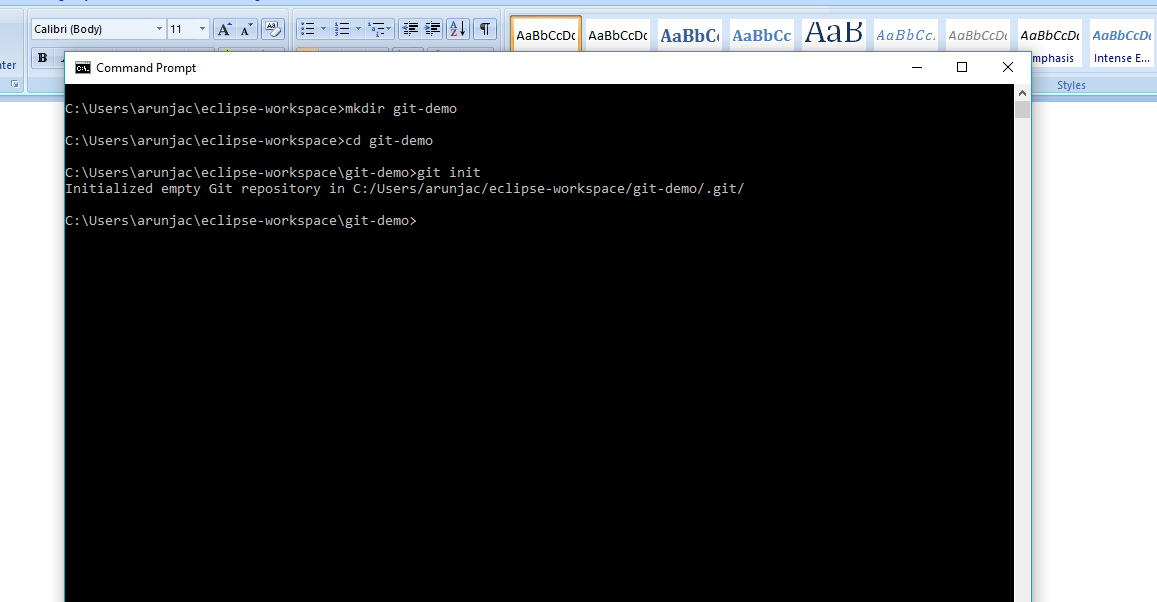 Calibri (Body) 11
AaBbCcDc AaBbCcDc AaBbCc AaBbCc AaB AaBbCc. AaBbCcDc AaBbCcDc AaBbCcDc
B
nter
mphasis Intense E...
Styles
Command Prompt
C:\Users\arunjac\eclipse-workspace>mkdir git-demo
C:\Users\arunjac\eclipse-workspace>cd git-demo
C:\Users\arunjac\eclipse-workspace\git-demo>git init
Initialized empty Git repository in C:/Users/arunjac/eclipse-workspace/git-demo/.git/
C:\Users\arunjac\eclipse-workspace\git-demo>